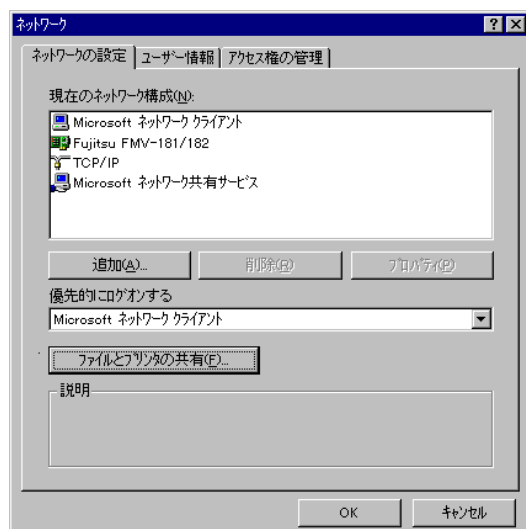 ネットワーク
ネットワークの設定 ユーザー情報 アクセス権の管理
現在のネットワーク構成(N):
Microsoft ネットワーク クライアント
Fujitsu FMV-181/182
TCP/IP
Microsoft ネットワーク共有サービス
追加(A)... 削除(R) プロパティ(P)
優先的にログオンする
Microsoft ネットワーク クライアント
ファイルとプリンタの共有(F)...
説明
OK キャンセル